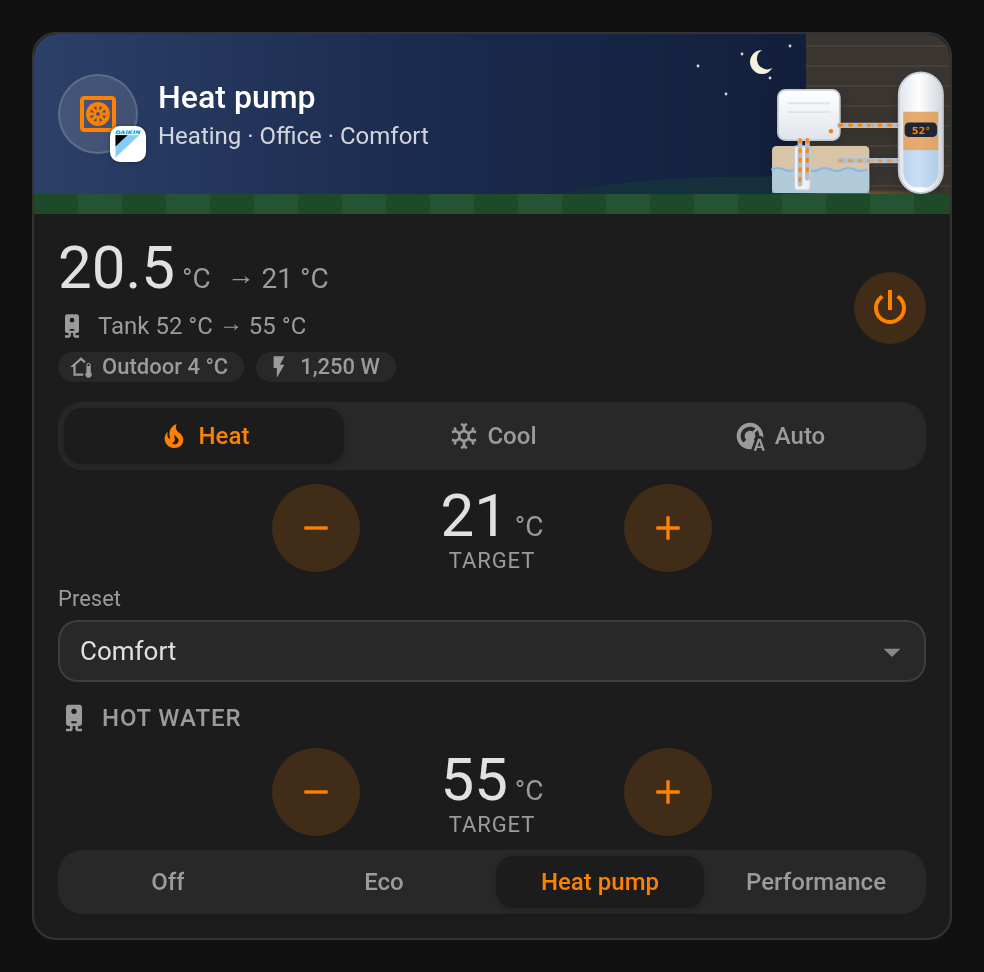 Heat pump
Heating · Office · Comfort
DAIKIN
52°
20.5 °C → 21 °C
Tank 52 °C → 55 °C
Outdoor 4 °C 1,250 W
Heat Cool Auto
21 °C
TARGET
Preset
Comfort
HOT WATER
55 °C
TARGET
Off Eco Heat pump Performance